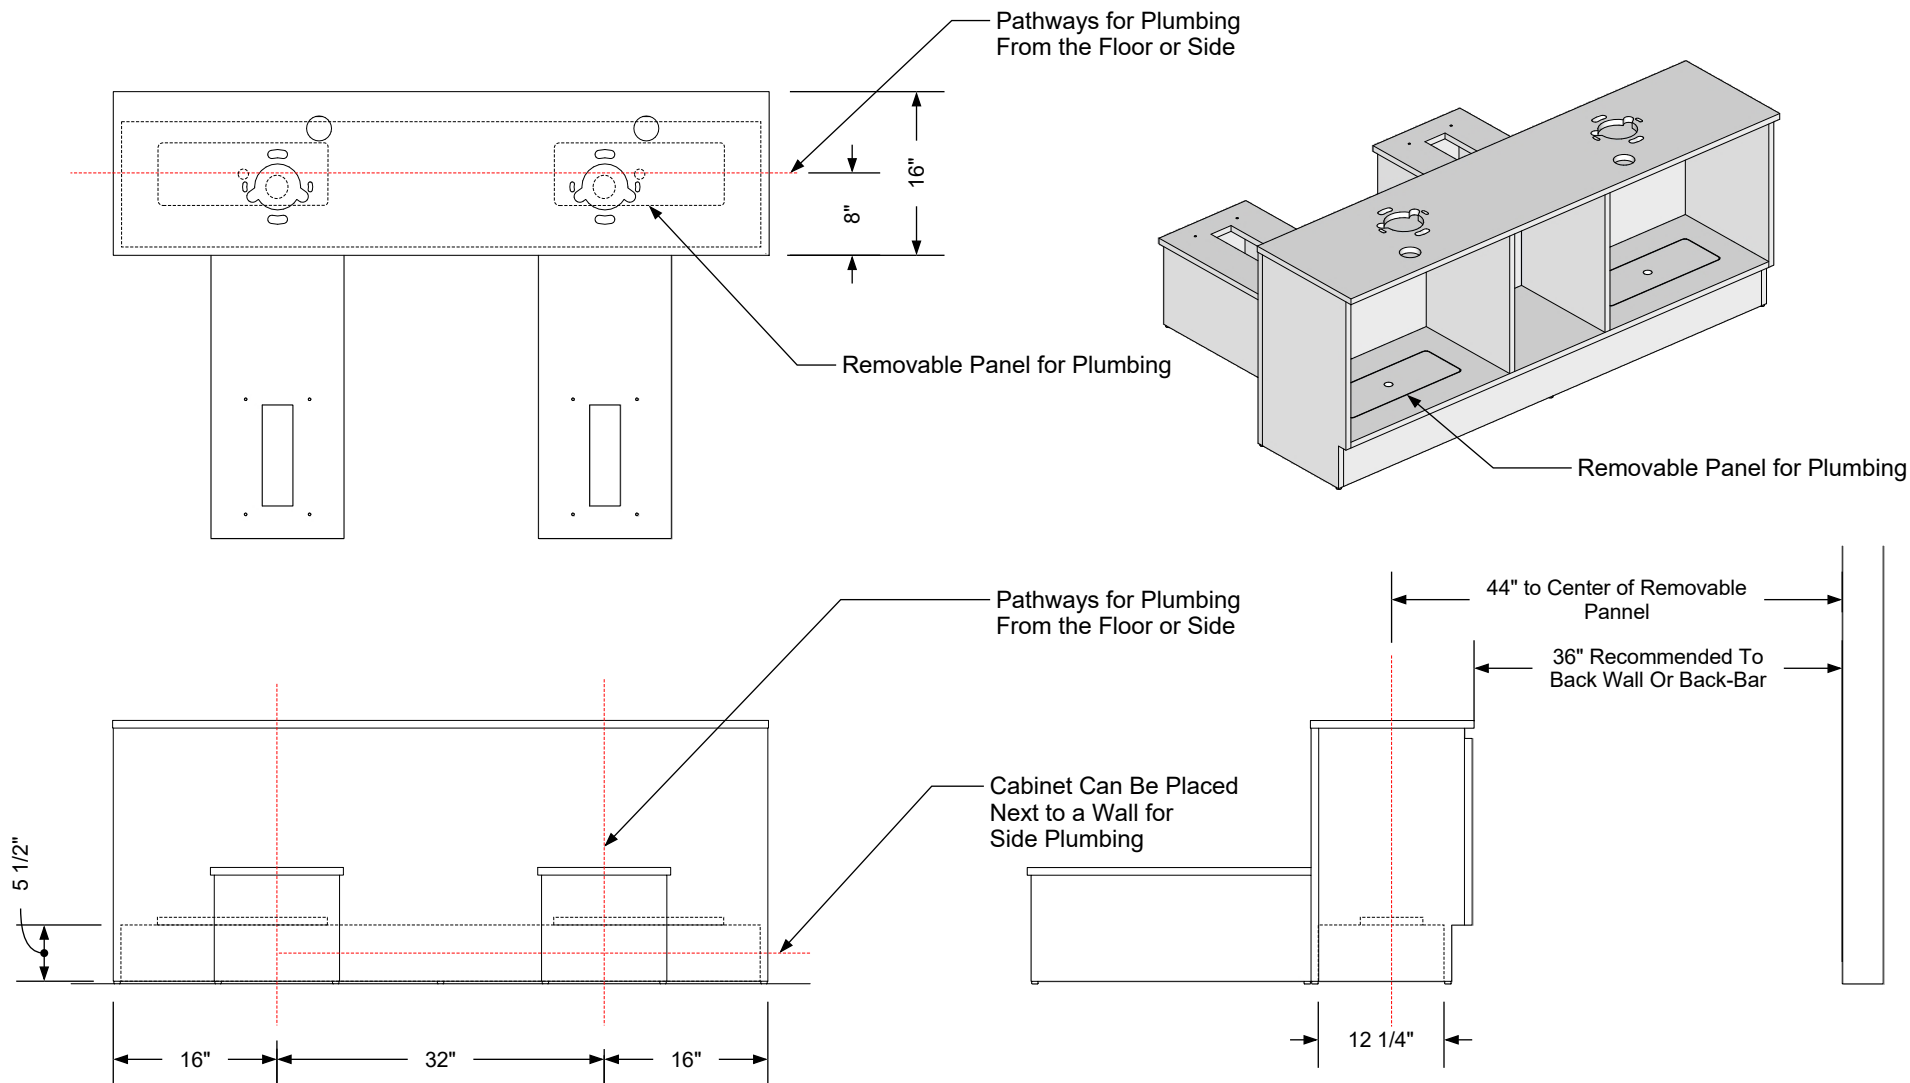 Pathways for Plumbing
From the Floor or Side
16"
8"
Removable Panel for Plumbing
Removable Panel for Plumbing
Pathways for Plumbing
From the Floor or Side
44" to Center of Removable
Pannel
36" Recommended To
Back Wall Or Back-Bar
Cabinet Can Be Placed
Next to a Wall for
Side Plumbing
5 1/2"
16"
32"
16"
12 1/4"